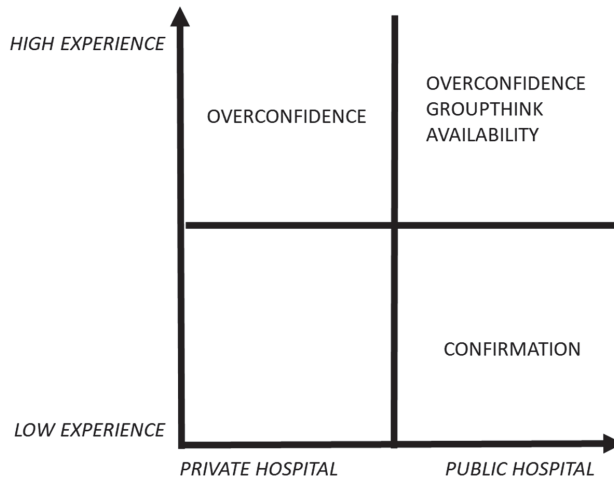 HIGH EXPERIENCE
OVERCONFIDENCE
OVERCONFIDENCE
GROUPTHINK
AVAILABILITY
CONFIRMATION
LOW EXPERIENCE
PRIVATE HOSPITAL
PUBLIC HOSPITAL